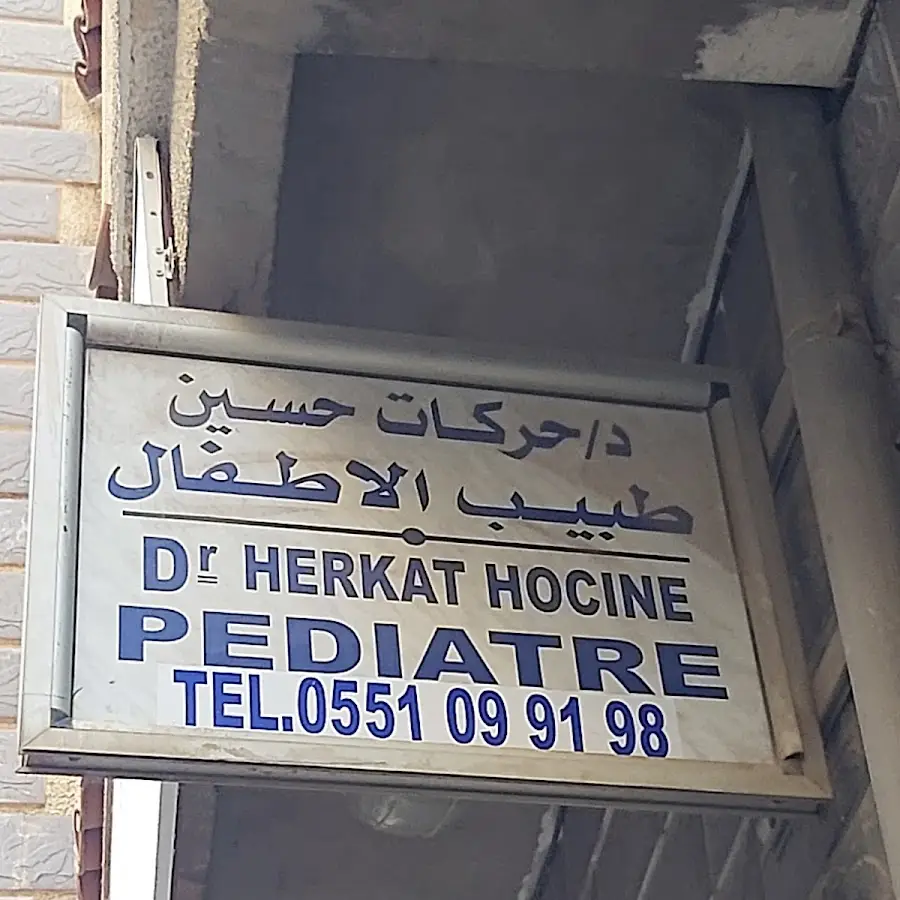 د/حركات حسين
طبيب الاطفال
Dr HERKAT HOCINE
PEDIATRE
TEL.0551 09 91 98